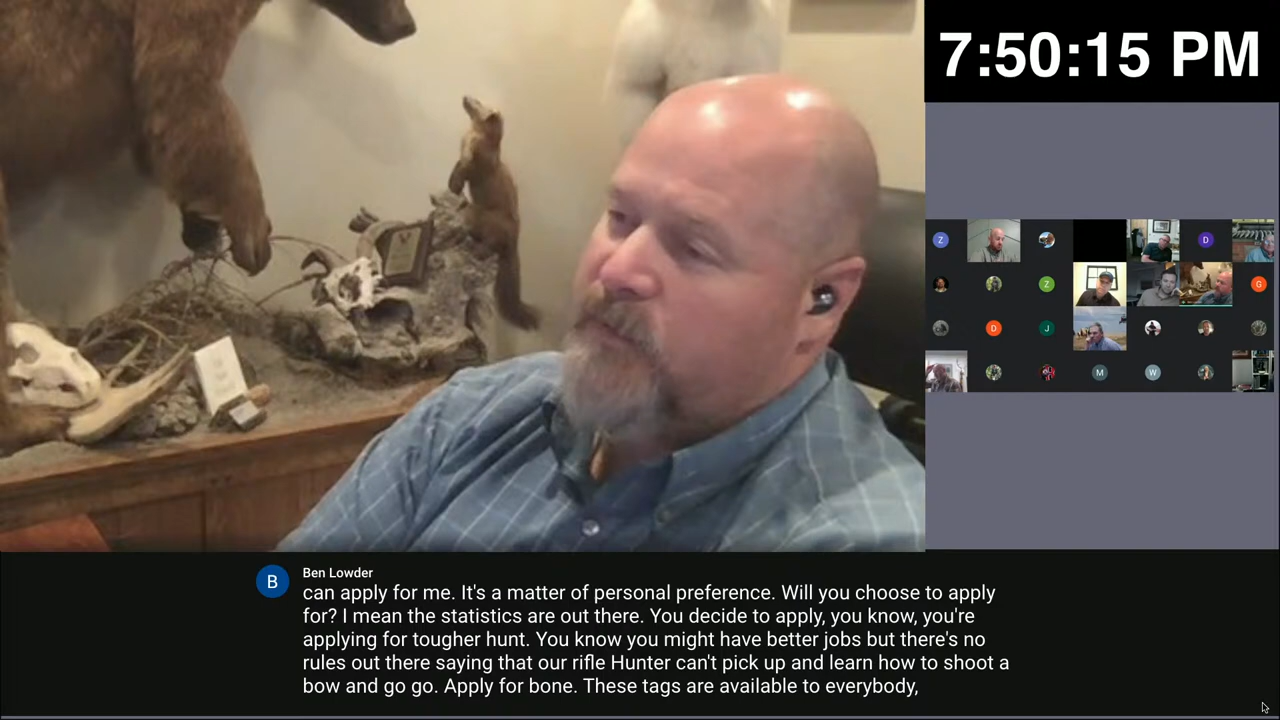 7:50:15 PM
Z
D
Z
G
D
J
M
W
B
Ben Lowder
can apply for me. It's a matter of personal preference. Will you choose to apply
for? I mean the statistics are out there. You decide to apply, you know, you're
applying for tougher hunt. You know you might have better jobs but there's no
rules out there saying that our rifle Hunter can't pick up and learn how to shoot a
bow and go go. Apply for bone. These tags are available to everybody,